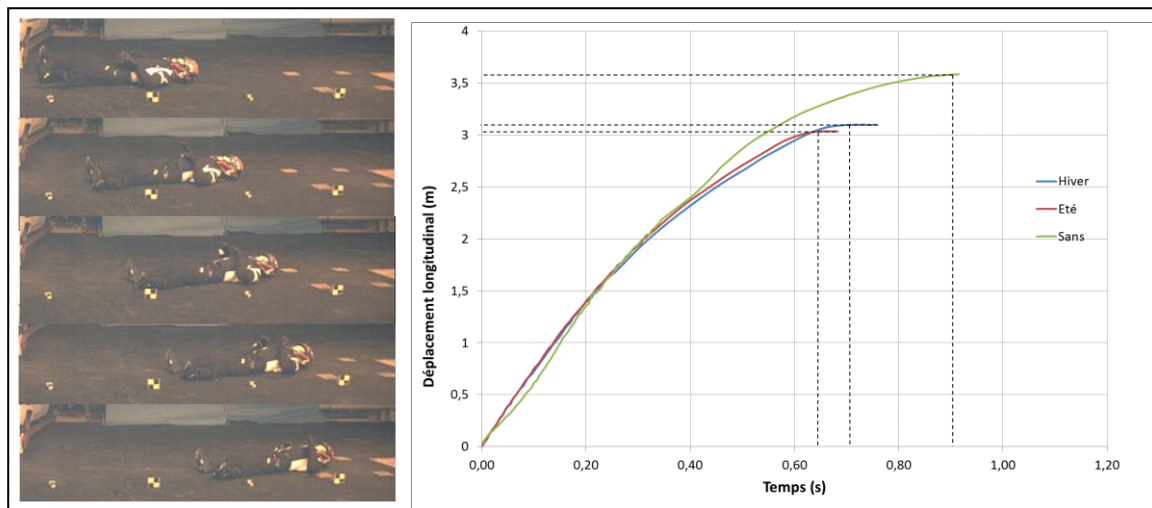 4
3,5
3
2,5
2
1,5
1
0,5
0
Déplacement longitudinal (m)
0,00 0,20 0,40 0,60 0,80 1,00 1,20
Temps (s)
Hiver
Eté
Sans